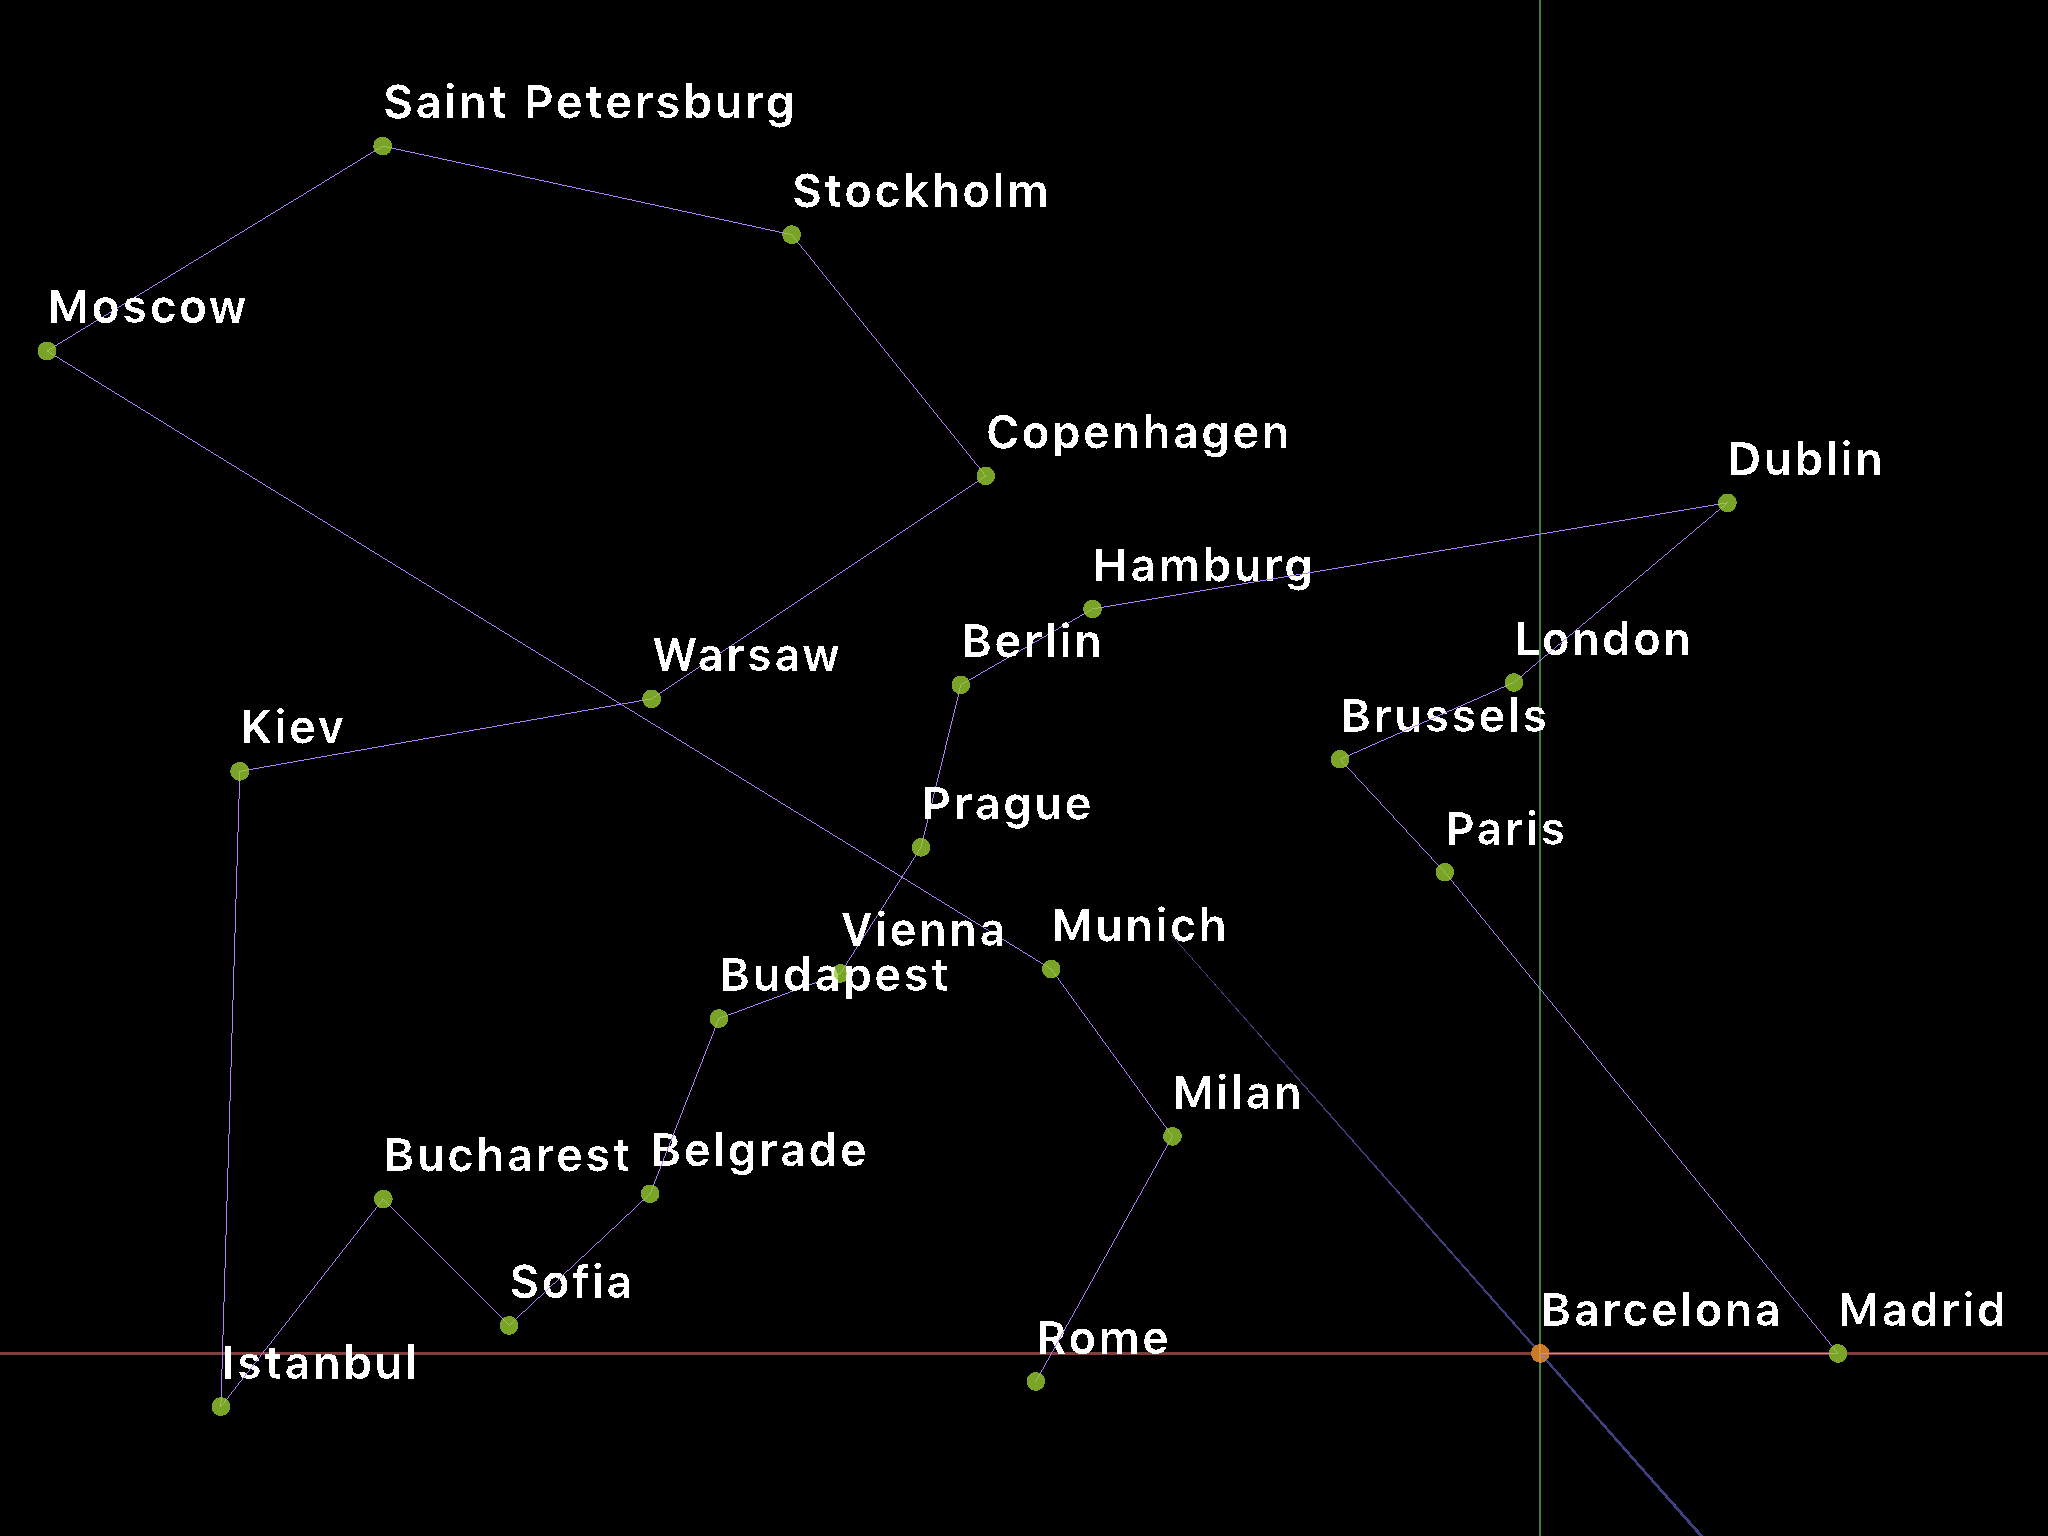 Saint Petersburg
Stockholm
Moscow
Copenhagen
Dublin
Hamburg
Berlin
London
Warsaw
Brussels
Kiev
Prague
Paris
Vienna
Munich
Budapest
Milan
Bucharest
Belgrade
Sofia
Barcelona
Madrid
Rome
Istanbul